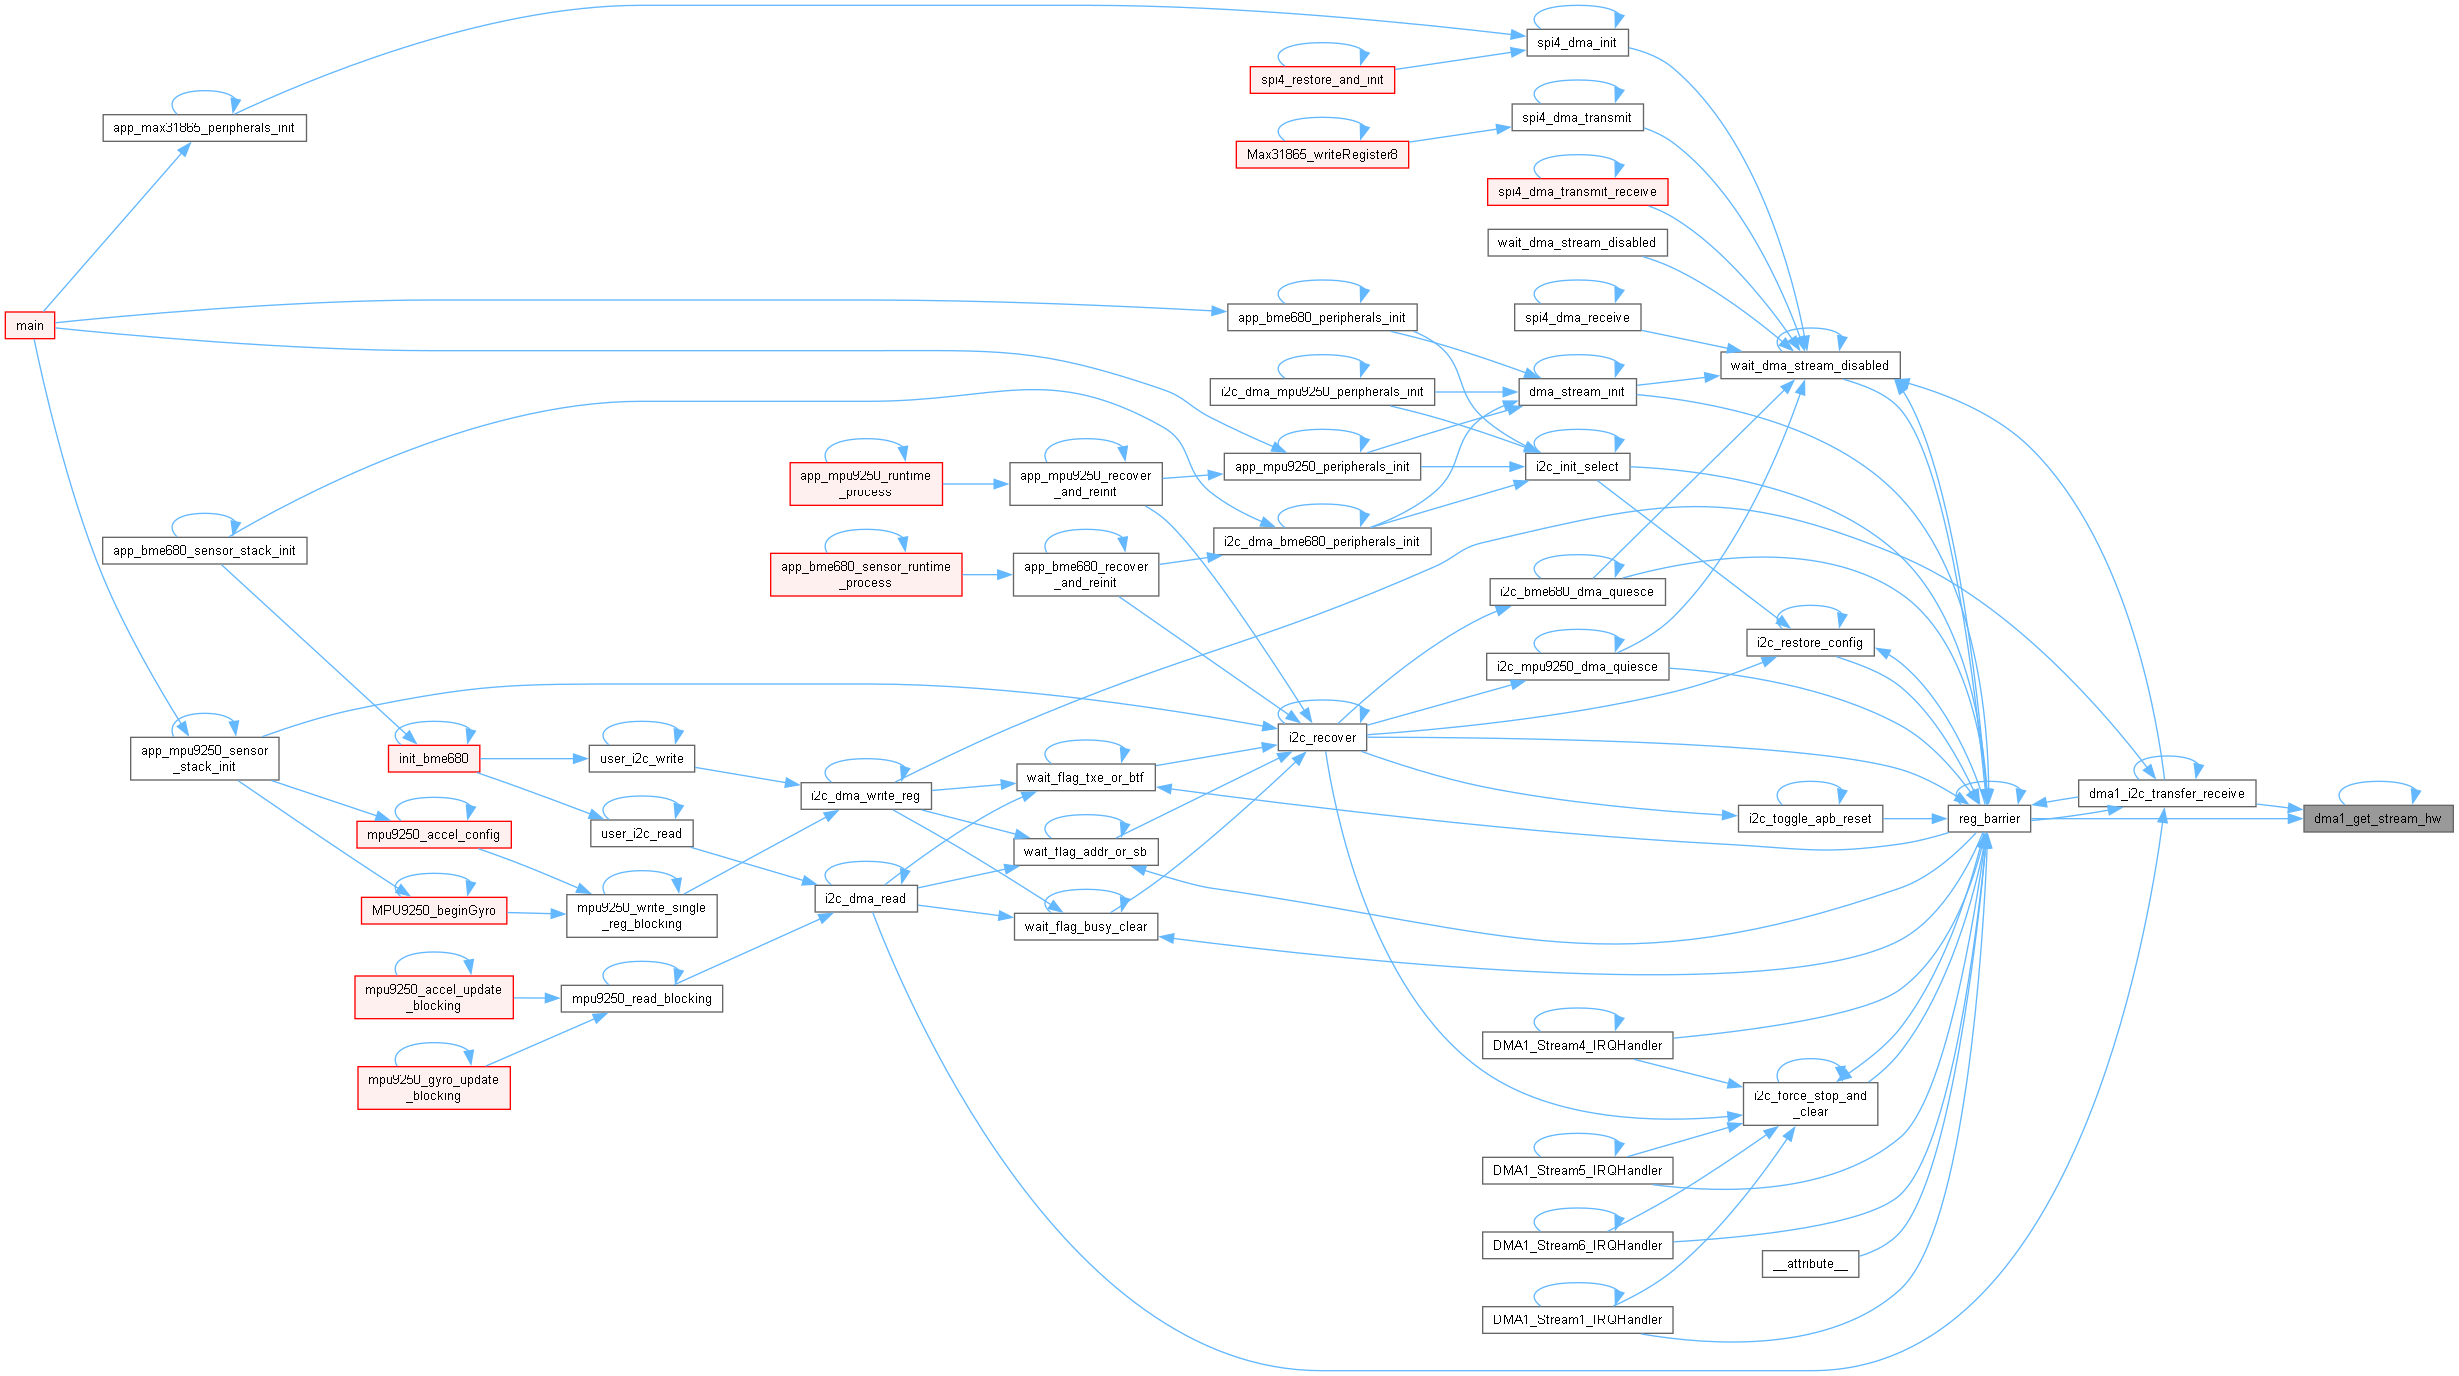 spi4_dma_init
spi4_restore_and_init
spi4_dma_transmit
app_max31865_peripherals_init
Max31865_writeRegister8
spi4_dma_transmit_receive
wait_dma_stream_disabled
main
app_bme680_peripherals_init
spi4_dma_receive
wait_dma_stream_disabled
i2c_dma_mpu9250_peripherals_init
dma_stream_init
app_mpu9250_runtime
_process
app_mpu9250_recover
_and_reinit
app_mpu9250_peripherals_init
i2c_init_select
app_bme680_sensor_stack_init
i2c_dma_bme680_peripherals_init
app_bme680_sensor_runtime
_process
app_bme680_recover
_and_reinit
i2c_bme680_dma_quiesce
i2c_restore_config
i2c_mpu9250_dma_quiesce
i2c_recover
app_mpu9250_sensor
_stack_init
init_bme680
user_i2c_write
wait_flag_txe_or_btf
i2c_dma_write_reg
dma1_i2c_transfer_receive
i2c_toggle_apb_reset
reg_barrier
dma1_get_stream_hw
mpu9250_accel_config
user_i2c_read
wait_flag_addr_or_sb
i2c_dma_read
MPU9250_beginGyro
mpu9250_write_single
_reg_blocking
wait_flag_busy_clear
mpu9250_accel_update
_blocking
mpu9250_read_blocking
DMA1_Stream4_IRQHandler
mpu9250_gyro_update
_blocking
i2c_force_stop_and
_clear
DMA1_Stream5_IRQHandler
DMA1_Stream6_IRQHandler
__attribute__
DMA1_Stream1_IRQHandler